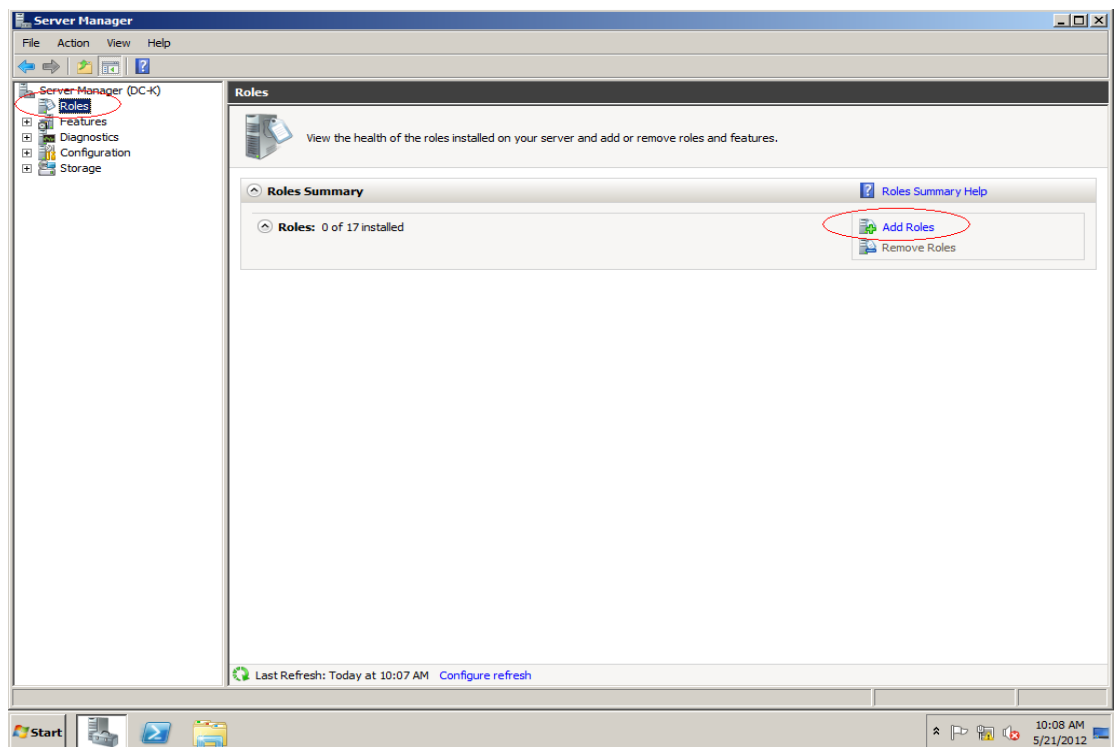 Server Manager
File Action View Help
Server Manager (DC-K)
Roles
Features
Diagnostics
Configuration
Storage
Roles
View the health of the roles installed on your server and add or remove roles and features.
Roles Summary
Roles Summary Help
Roles: 0 of 17 installed
Add Roles
Remove Roles
Last Refresh: Today at 10:07 AM Configure refresh
Start
10:08 AM
5/21/2012